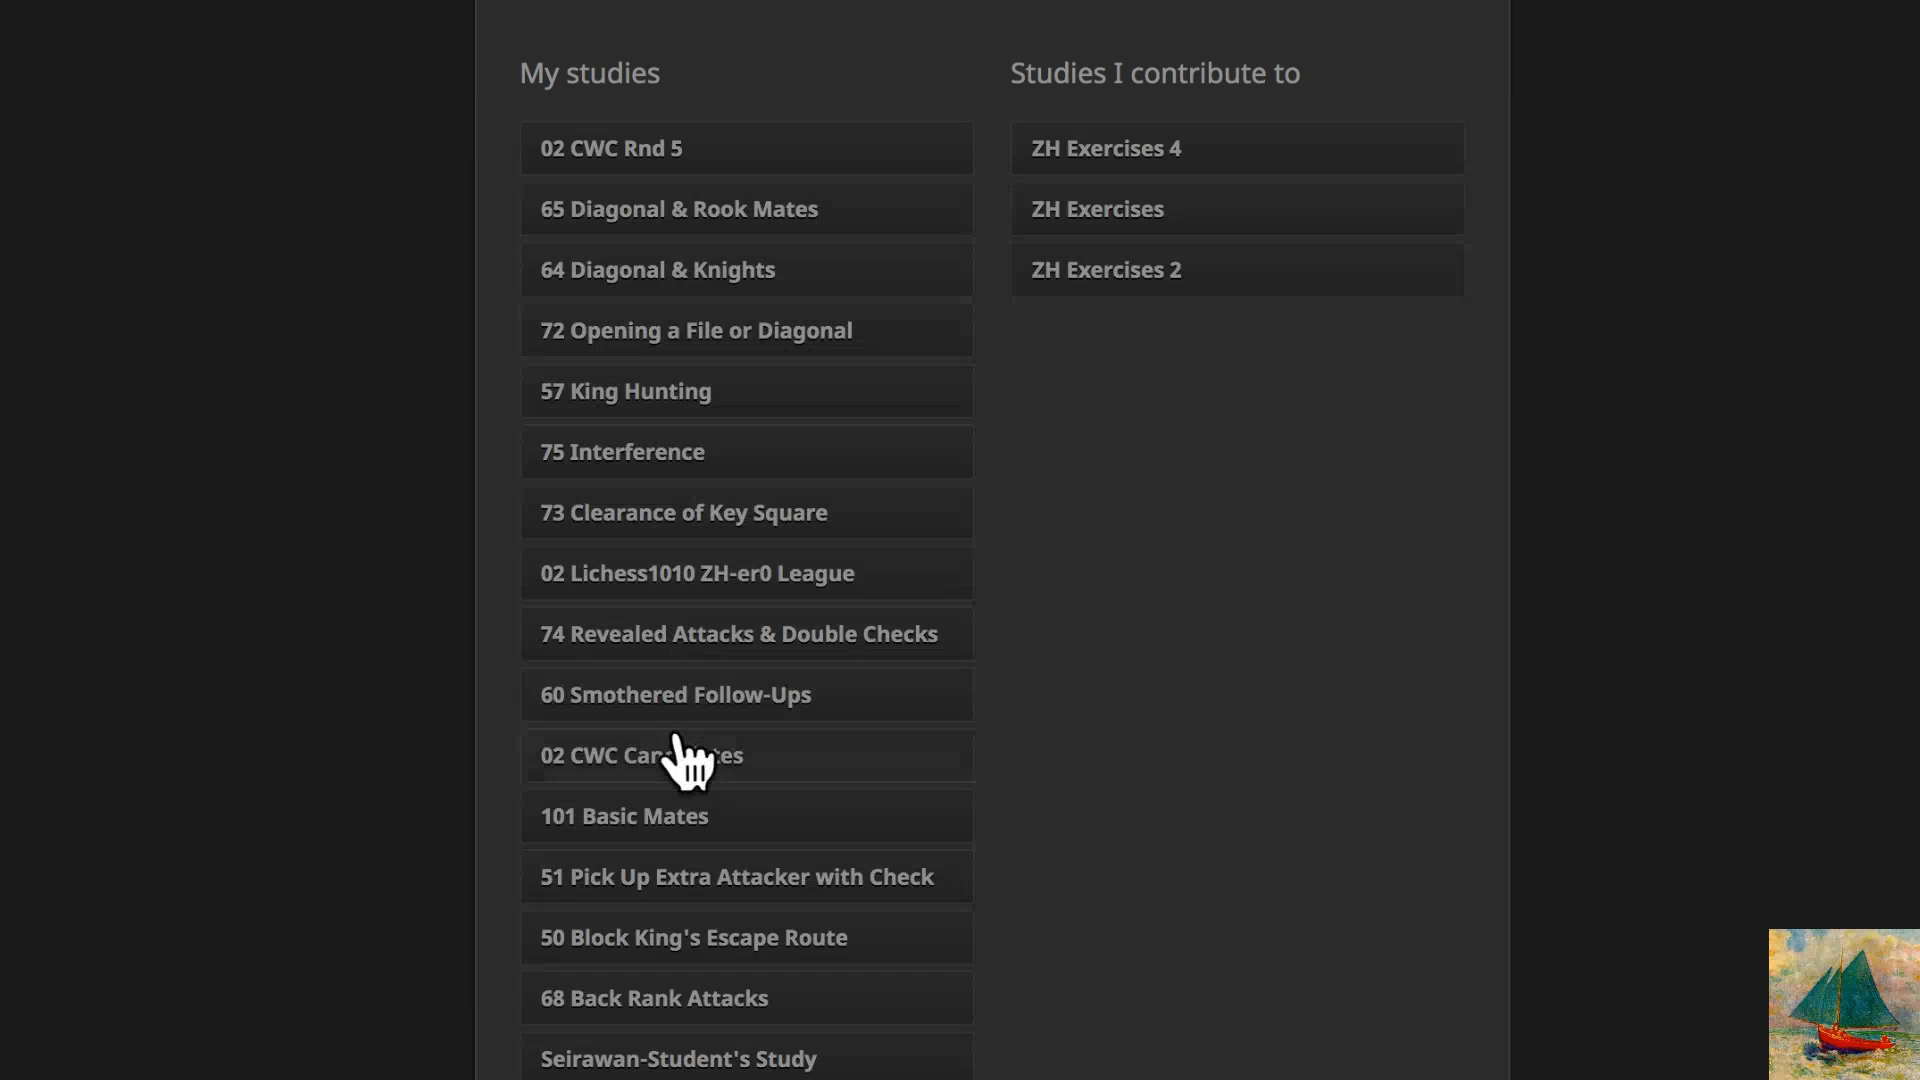 My studies
02 CWC Rnd 5
65 Diagonal & Rook Mates
64 Diagonal & Knights
72 Opening a File or Diagonal
57 King Hunting
75 Interference
73 Clearance of Key Square
02 Lichess1010 ZH-er0 League
74 Revealed Attacks & Double Checks
60 Smothered Follow-Ups
02 CWC
101 Basic Mates
51 Pick Up Extra Attacker with Check
50 Block King's Escape Route
68 Back Rank Attacks
Seirawan-Student's Study
Studies I contribute to
ZH Exercises 4
ZH Exercises
ZH Exercises 2